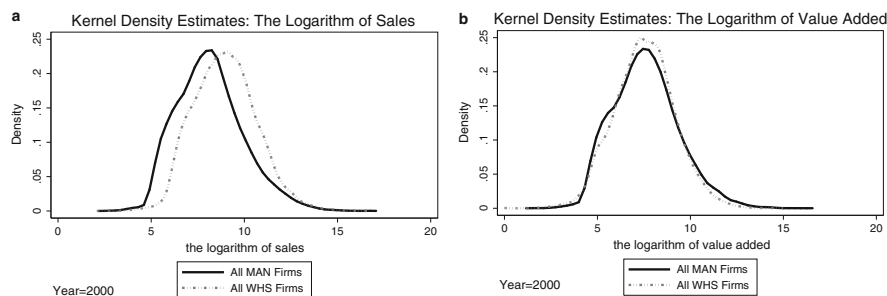 a
Kernel Density Estimates: The Logarithm of Sales
.25
.2
.15
.1
.05
0
Density
0 5 10 15 20
the logarithm of sales
All MAN Firms
All WHS Firms
Year=2000
b
Kernel Density Estimates: The Logarithm of Value Added
.25
.2
.15
.1
.05
0
Density
0 5 10 15 20
the logarithm of value added
All MAN Firms
All WHS Firms
Year=2000